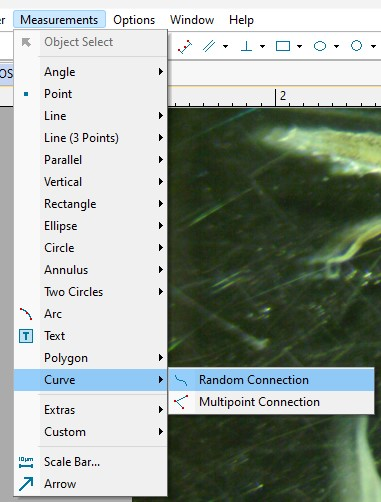 Measurements Options Window Help
Object Select
OS
Angle
2
Point
Line
Line (3 Points)
Parallel
Vertical
Rectangle
Ellipse
Circle
Annulus
Two Circles
Arc
T Text
Polygon
Curve
Random Connection
Multipoint Connection
Extras
Custom
10µm Scale Bar...
Arrow